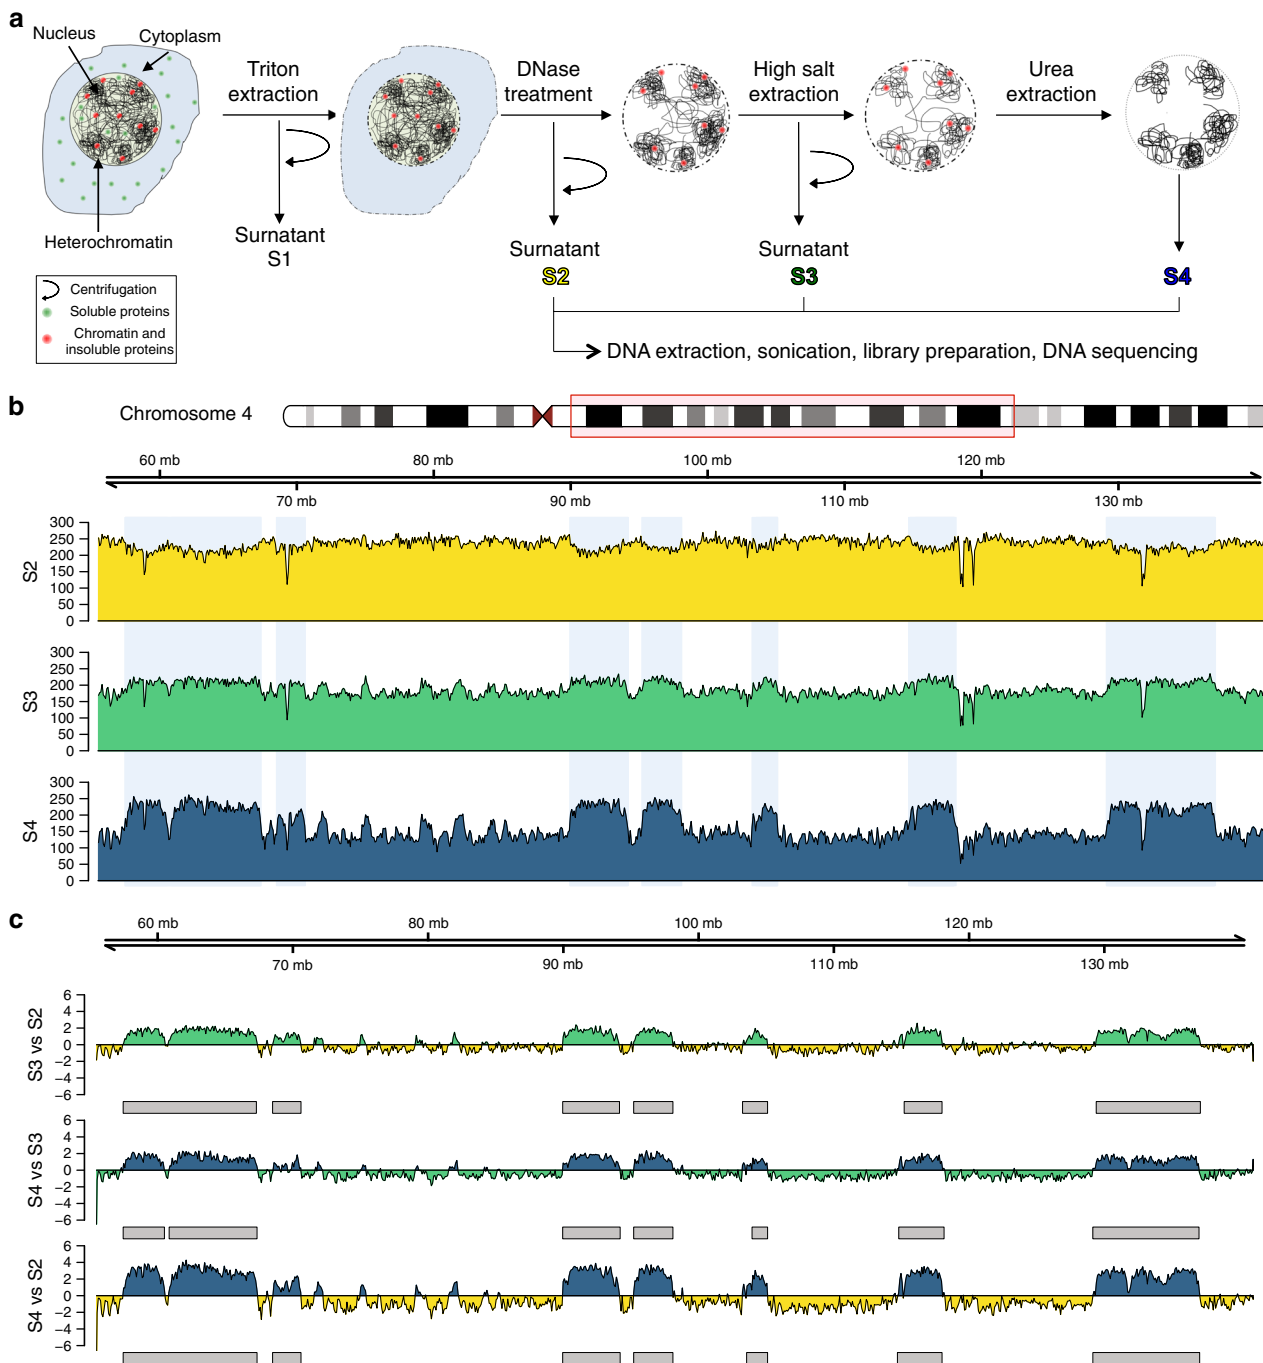 a
Nucleus
Cytoplasm
Heterochromatin
Triton
extraction
Surnatant
S1
DNase
treatment
Surnatant
S2
High salt
extraction
Surnatant
S3
Urea
extraction
S4
Centrifugation
Soluble proteins
Chromatin and
insoluble proteins
DNA extraction, sonication, library preparation, DNA sequencing
b
Chromosome 4
60 mb 80 mb 100 mb 120 mb
70 mb 90 mb 110 mb 130 mb
S2
300
250
200
150
100
50
0
S3
300
250
200
150
100
50
0
S4
300
250
200
150
100
50
0
c
60 mb 80 mb 100 mb 120 mb
70 mb 90 mb 110 mb 130 mb
S3 vs S2
6
4
2
0
−2
−4
−6
S4 vs S3
6
4
2
0
−2
−4
−6
S4 vs S2
6
4
2
0
−2
−4
−6